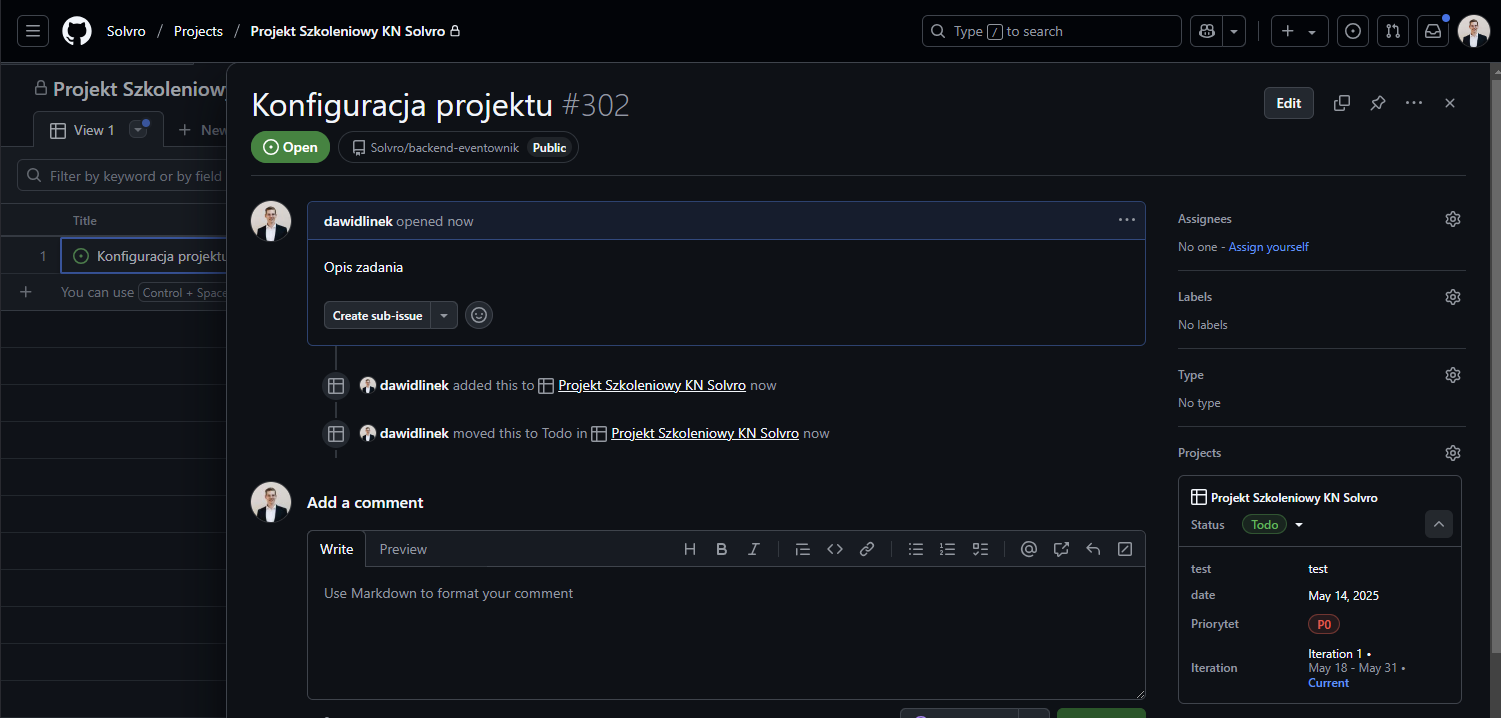 Solvro / Projects / Projekt Szkoleniowy KN Solvro
Type / to search
Projekt Szkoleniowy
View 1
New
Filter by keyword or by field
Title
1 Konfiguracja projektu
You can use Control + Space
Konfiguracja projektu #302
Edit
Open
Solvro/backend-eventownik Public
dawidlinek opened now
Opis zadania
Create sub-issue
dawidlinek added this to Projekt Szkoleniowy KN Solvro now
dawidlinek moved this to Todo in Projekt Szkoleniowy KN Solvro now
Add a comment
Write Preview
Use Markdown to format your comment
Assignees
No one - Assign yourself
Labels
No labels
Type
No type
Projects
Projekt Szkoleniowy KN Solvro
Status Todo
test test
date May 14, 2025
Priorytet P0
Iteration Iteration 1 •
May 18 - May 31 •
Current